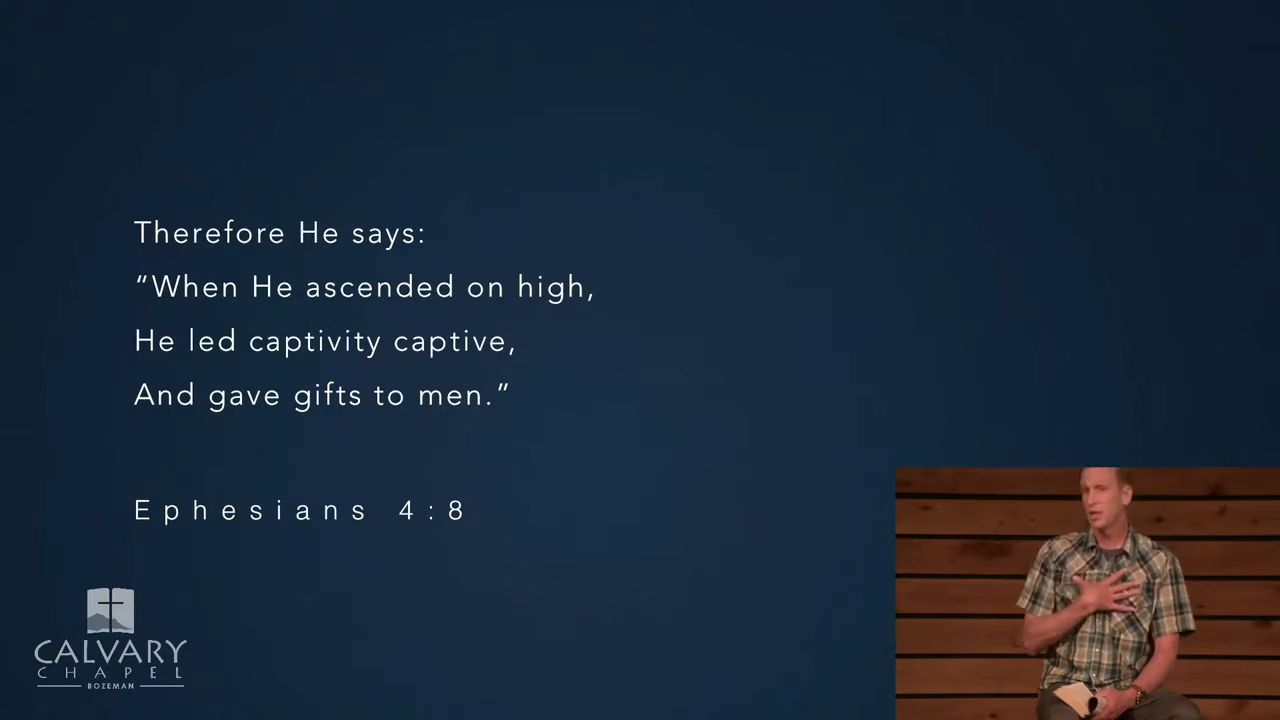 Therefore He says:
“When He ascended on high,
He led captivity captive,
And gave gifts to men.”
Ephesians 4:8
CALVARY
CHAPEL
BOZEMAN